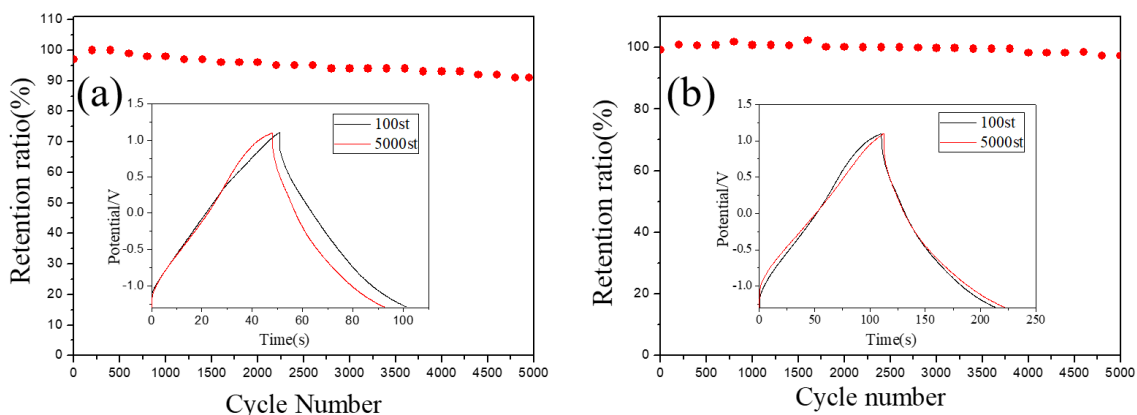 110
100
90
80
70
60
50
40
30
20
10
0
Retention ratio(%)
(a)
1.5
1.0
0.5
0.0
-0.5
-1.0
Potential/V
100st
5000st
0 20 40 60 80 100
Time(s)
0 500 1000 1500 2000 2500 3000 3500 4000 4500 5000
Cycle Number
100
80
60
40
20
0
Retention ratio(%)
(b)
1.5
1.0
0.5
0.0
-0.5
-1.0
Potential/V
100st
5000st
0 50 100 150 200 250
Time(s)
0 500 1000 1500 2000 2500 3000 3500 4000 4500 5000
Cycle number